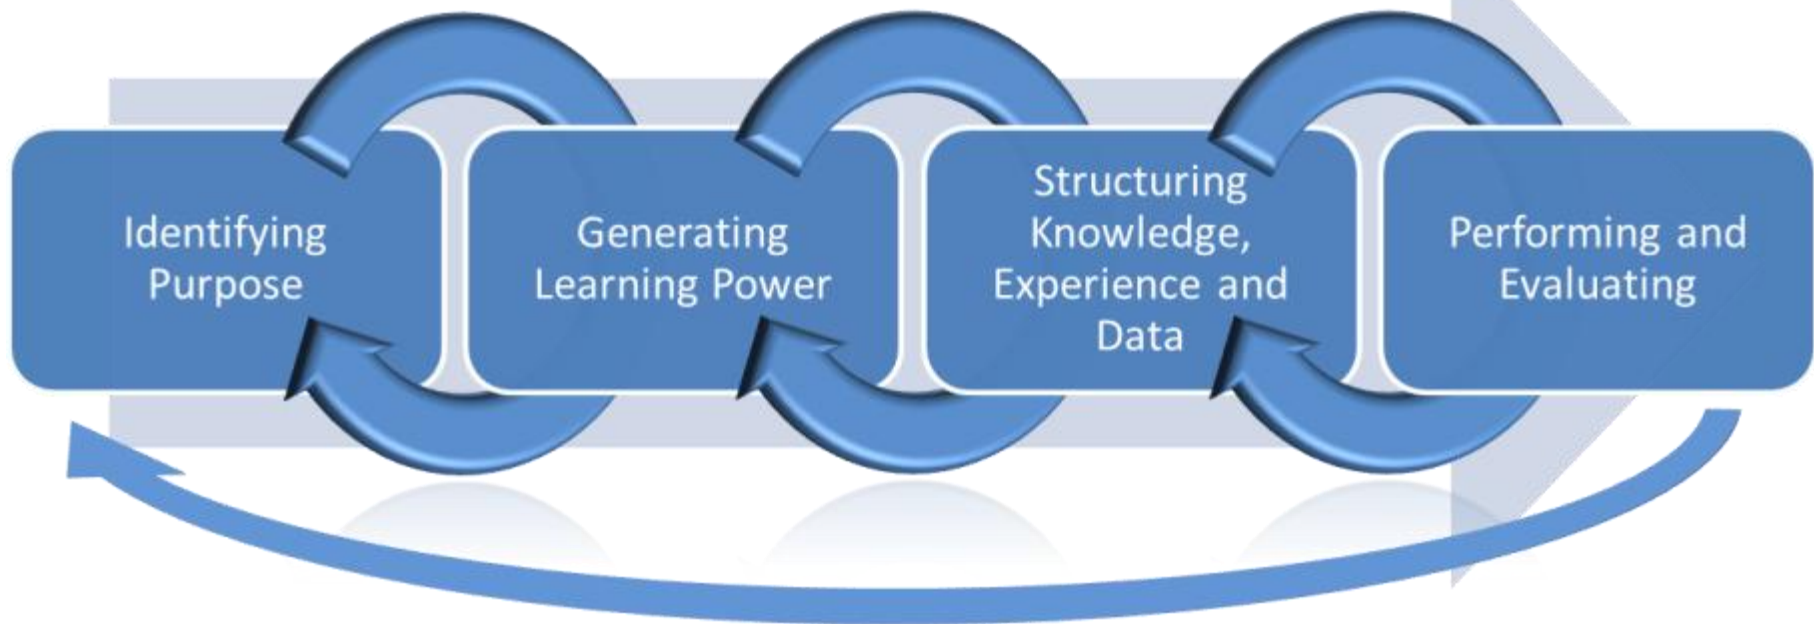 Identifying
Purpose
Generating
Learning Power
Structuring
Knowledge,
Experience and
Data
Performing and
Evaluating